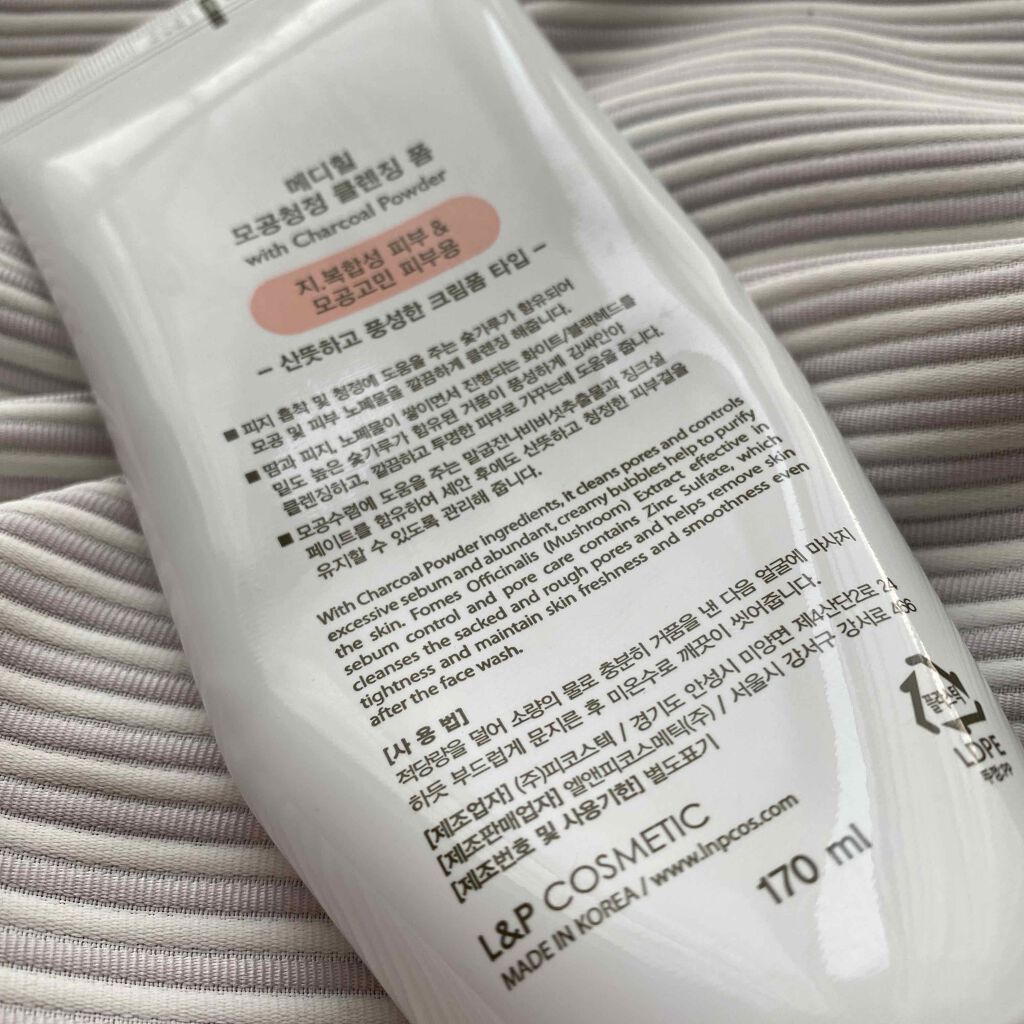 메디힐
모공청정 클렌징 폼
with Charcoal Powder
지.복합성 피부 &
모공고민 피부용
– 산뜻하고 풍성한 크림폼 타입 –
■ 피지 흡착 및 청정에 도움을 주는 숯가루가 함유되어
모공 및 피부 노폐물을 깔끔하게 클렌징 해줍니다.
■ 땀과 피지, 노폐물이 쌓이면서 진행되는 화이트/블랙헤드를
밀도 높은 숯가루가 함유된 거품이 풍성하게 감싸안아
클렌징하고, 깔끔하고 투명한 피부로 가꾸는데 도움을 줍니다.
■ 모공수렴에 도움을 주는 말굽잔나비버섯추출물과 징크설
페이트를 함유하여 세안 후에도 산뜻하고 청정한 피부결을
유지할 수 있도록 관리해 줍니다.
With Charcoal Powder ingredients, it cleans pores and controls
excessive sebum and abundant, creamy bubbles help to purify
the skin. Fomes Officinalis (Mushroom) Extract effective in
sebum control and pore care contains Zinc Sulfate, which
cleanses the sacked and rough pores and helps remove skin
tightness and maintain skin freshness and smoothness even
after the face wash.
[사 용 법]
적당량을 덜어 소량의 물로 충분히 거품을 낸 다음 얼굴에 마사지
하듯 부드럽게 문지른 후 미온수로 깨끗이 씻어줍니다.
[제조업자] (주)피코스텍 / 경기도 안성시 미양면 제4산단2로 24
[제조판매업자] 엘앤피코스메틱(주) / 서울시 강서구 강서로 466
[제조번호 및 사용기한] 별도표기
L&P COSMETIC
MADE IN KOREA / www.lnpcos.com
170 ml
플라스틱
LDPE